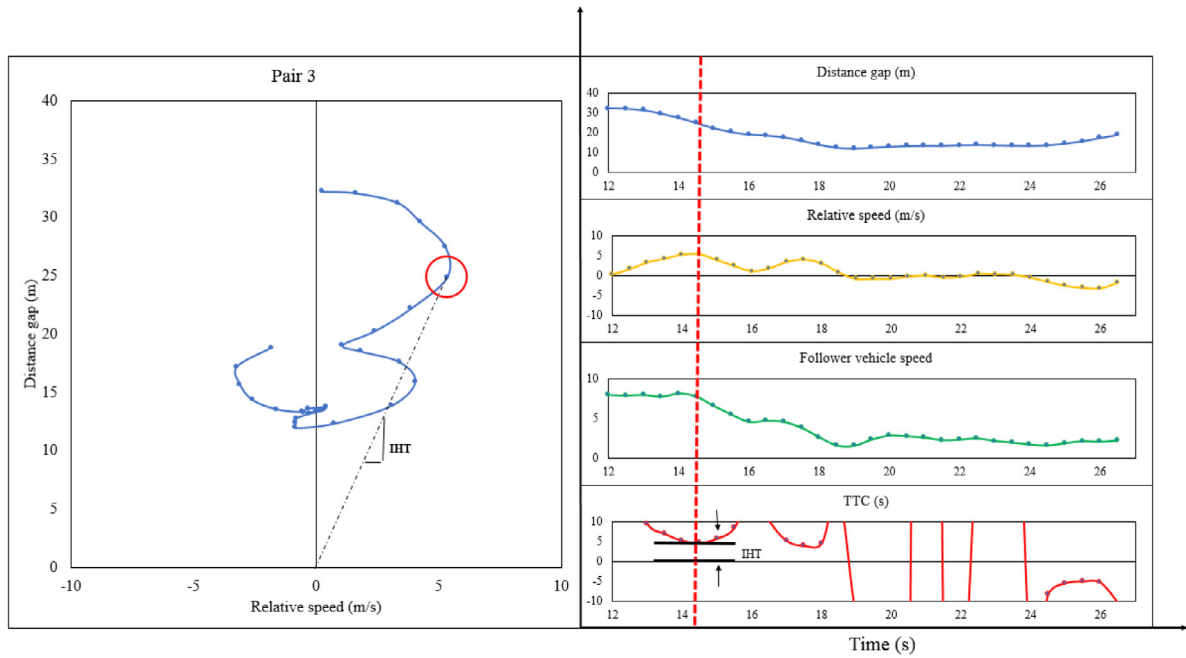 Pair 3
40
35
30
25
20
15
10
5
0
-10
-5
0
5
10
Distance gap (m)
Relative speed (m/s)
IHT
Distance gap (m)
40
30
20
10
0
12 14 16 18 20 22 24 26
Relative speed (m/s)
10
5
0
-5
-10
12 14 16 18 20 22 24 26
Follower vehicle speed
10
5
0
12 14 16 18 20 22 24 26
TTC (s)
10
5
0
-5
-10
IHT
12 14 16 18 20 22 24 26
Time (s)